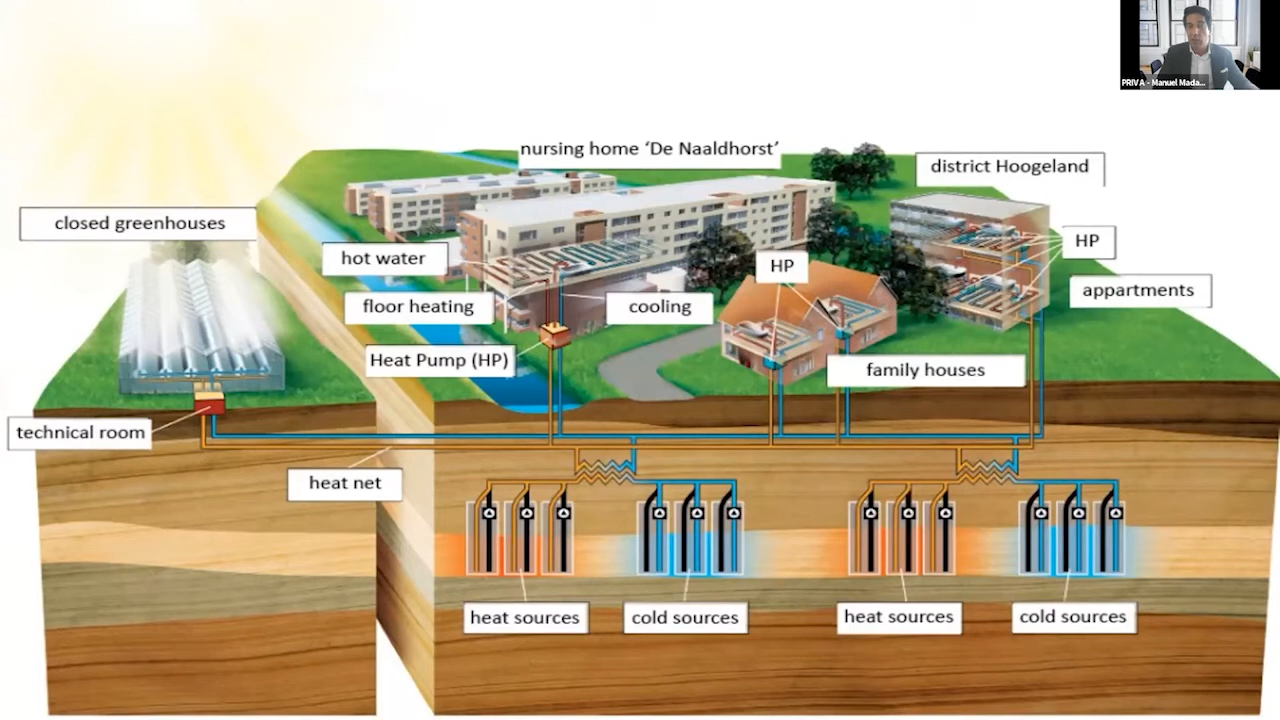 PRIVA - Manuel Mada...
nursing home ‘De Naaldhorst’
district Hoogeland
closed greenhouses
HP
hot water
HP
appartments
floor heating
cooling
Heat Pump (HP)
family houses
technical room
heat net
heat sources
cold sources
heat sources
cold sources